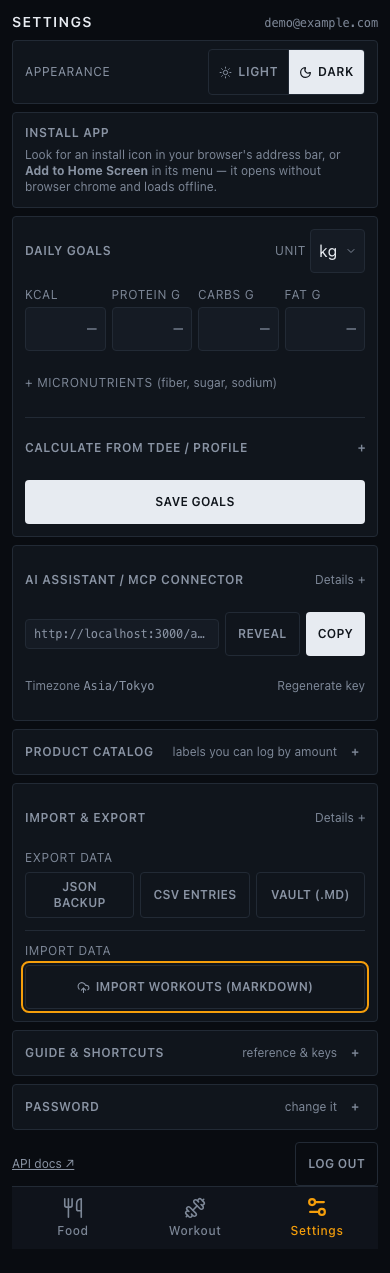 SETTINGS
demo@example.com
APPEARANCE
LIGHT
DARK
INSTALL APP
Look for an install icon in your browser's address bar, or
Add to Home Screen in its menu — it opens without
browser chrome and loads offline.
DAILY GOALS
UNIT
kg
KCAL
PROTEIN G
CARBS G
FAT G
—
—
—
—
+ MICRONUTRIENTS (fiber, sugar, sodium)
CALCULATE FROM TDEE / PROFILE
+
SAVE GOALS
AI ASSISTANT / MCP CONNECTOR
Details +
http://localhost:3000/a…
REVEAL
COPY
Timezone Asia/Tokyo
Regenerate key
PRODUCT CATALOG
labels you can log by amount
+
IMPORT & EXPORT
Details +
EXPORT DATA
JSON
BACKUP
CSV ENTRIES
VAULT (.MD)
IMPORT DATA
IMPORT WORKOUTS (MARKDOWN)
GUIDE & SHORTCUTS
reference & keys
+
PASSWORD
change it
+
API docs ↗
LOG OUT
Food
Workout
Settings